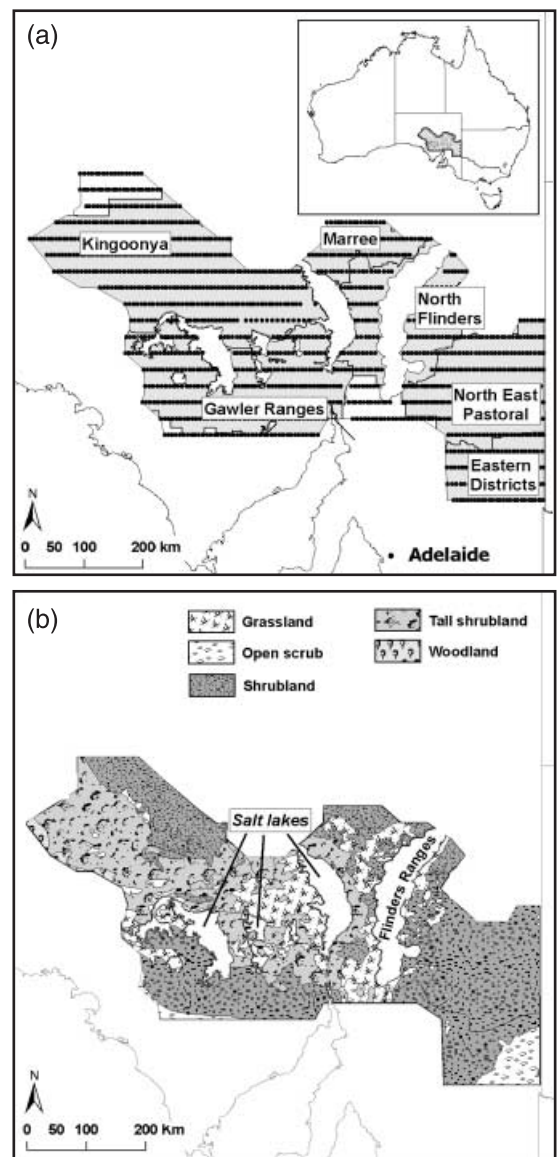 (a)
Kingoonya
Marree
North
Flinders
Gawler Ranges
North East
Pastoral
Eastern
Districts
N
0 50 100 200 km
Adelaide
(b)
Grassland
Open scrub
Shrubland
Tall shrubland
Woodland
Salt lakes
Flinders Ranges
N
0 50 100 200 Km